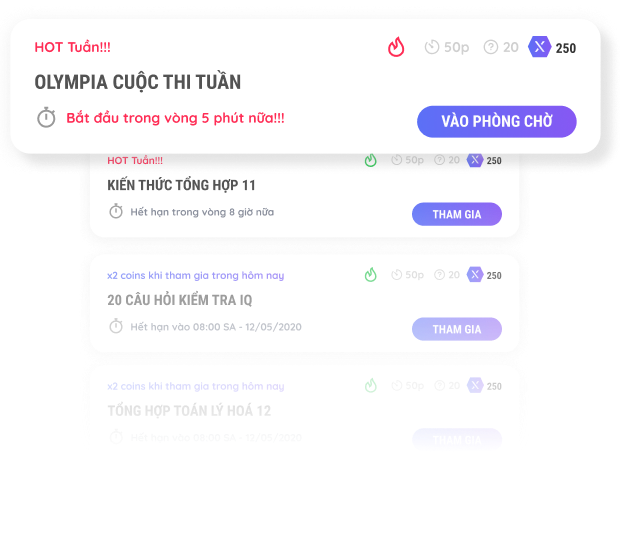 HOT Tuần!!! 50p 20 250
OLYMPIA CUỘC THI TUẦN
Bắt đầu trong vòng 5 phút nữa!!! VÀO PHÒNG CHỜ
HOT Tuần!!! 50p 20 250
KIẾN THỨC TỔNG HỢP 11
Hết hạn trong vòng 8 giờ nữa THAM GIA
x2 coins khi tham gia trong hôm nay 50p 20 250
20 CÂU HỎI KIỂM TRA IQ
Hết hạn vào 08:00 SA - 12/05/2020 THAM GIA
x2 coins khi tham gia trong hôm nay 50p 20 250
TỔNG HỢP TOÁN LÝ HOÁ 12
Hết hạn vào 08:00 SA - 12/05/2020 THAM GIA